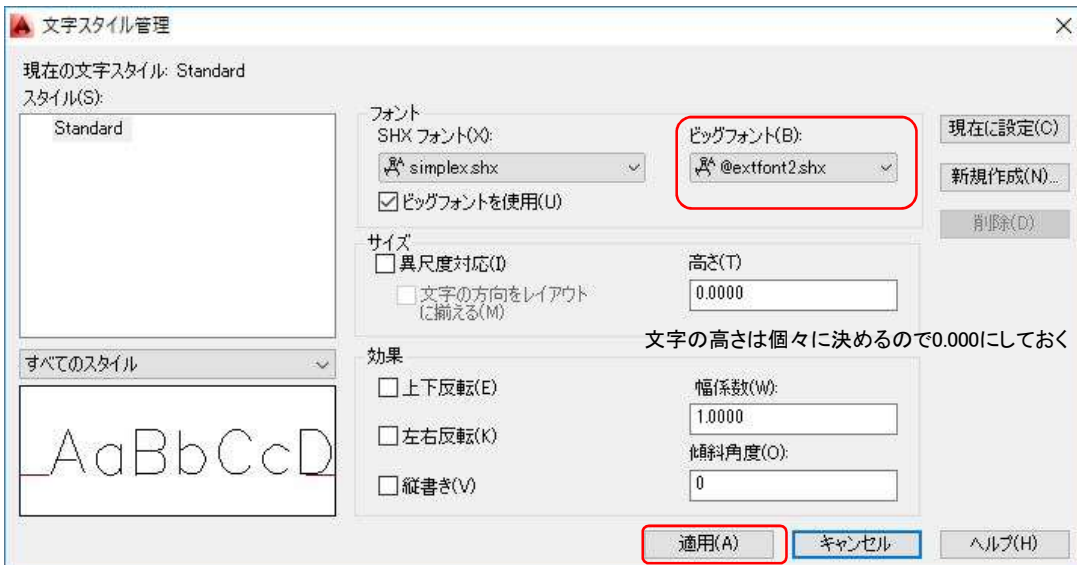 文字スタイル管理
現在の文字スタイル: Standard
スタイル(S):
Standard
すべてのスタイル
AaBbCcD
フォント
SHX フォント(X):
simplex.shx
ビッグフォントを使用(U)
ビッグフォント(B):
@extfont2.shx
サイズ
異尺度対応(I)
文字の方向をレイアウト
に揃える(M)
高さ(T)
0.0000
文字の高さは個々に決めるので0.000にしておく
効果
上下反転(E)
左右反転(K)
縦書き(V)
幅係数(W):
1.0000
傾斜角度(O):
0
現在に設定(C)
新規作成(N)...
削除(D)
適用(A)
キャンセル
ヘルプ(H)